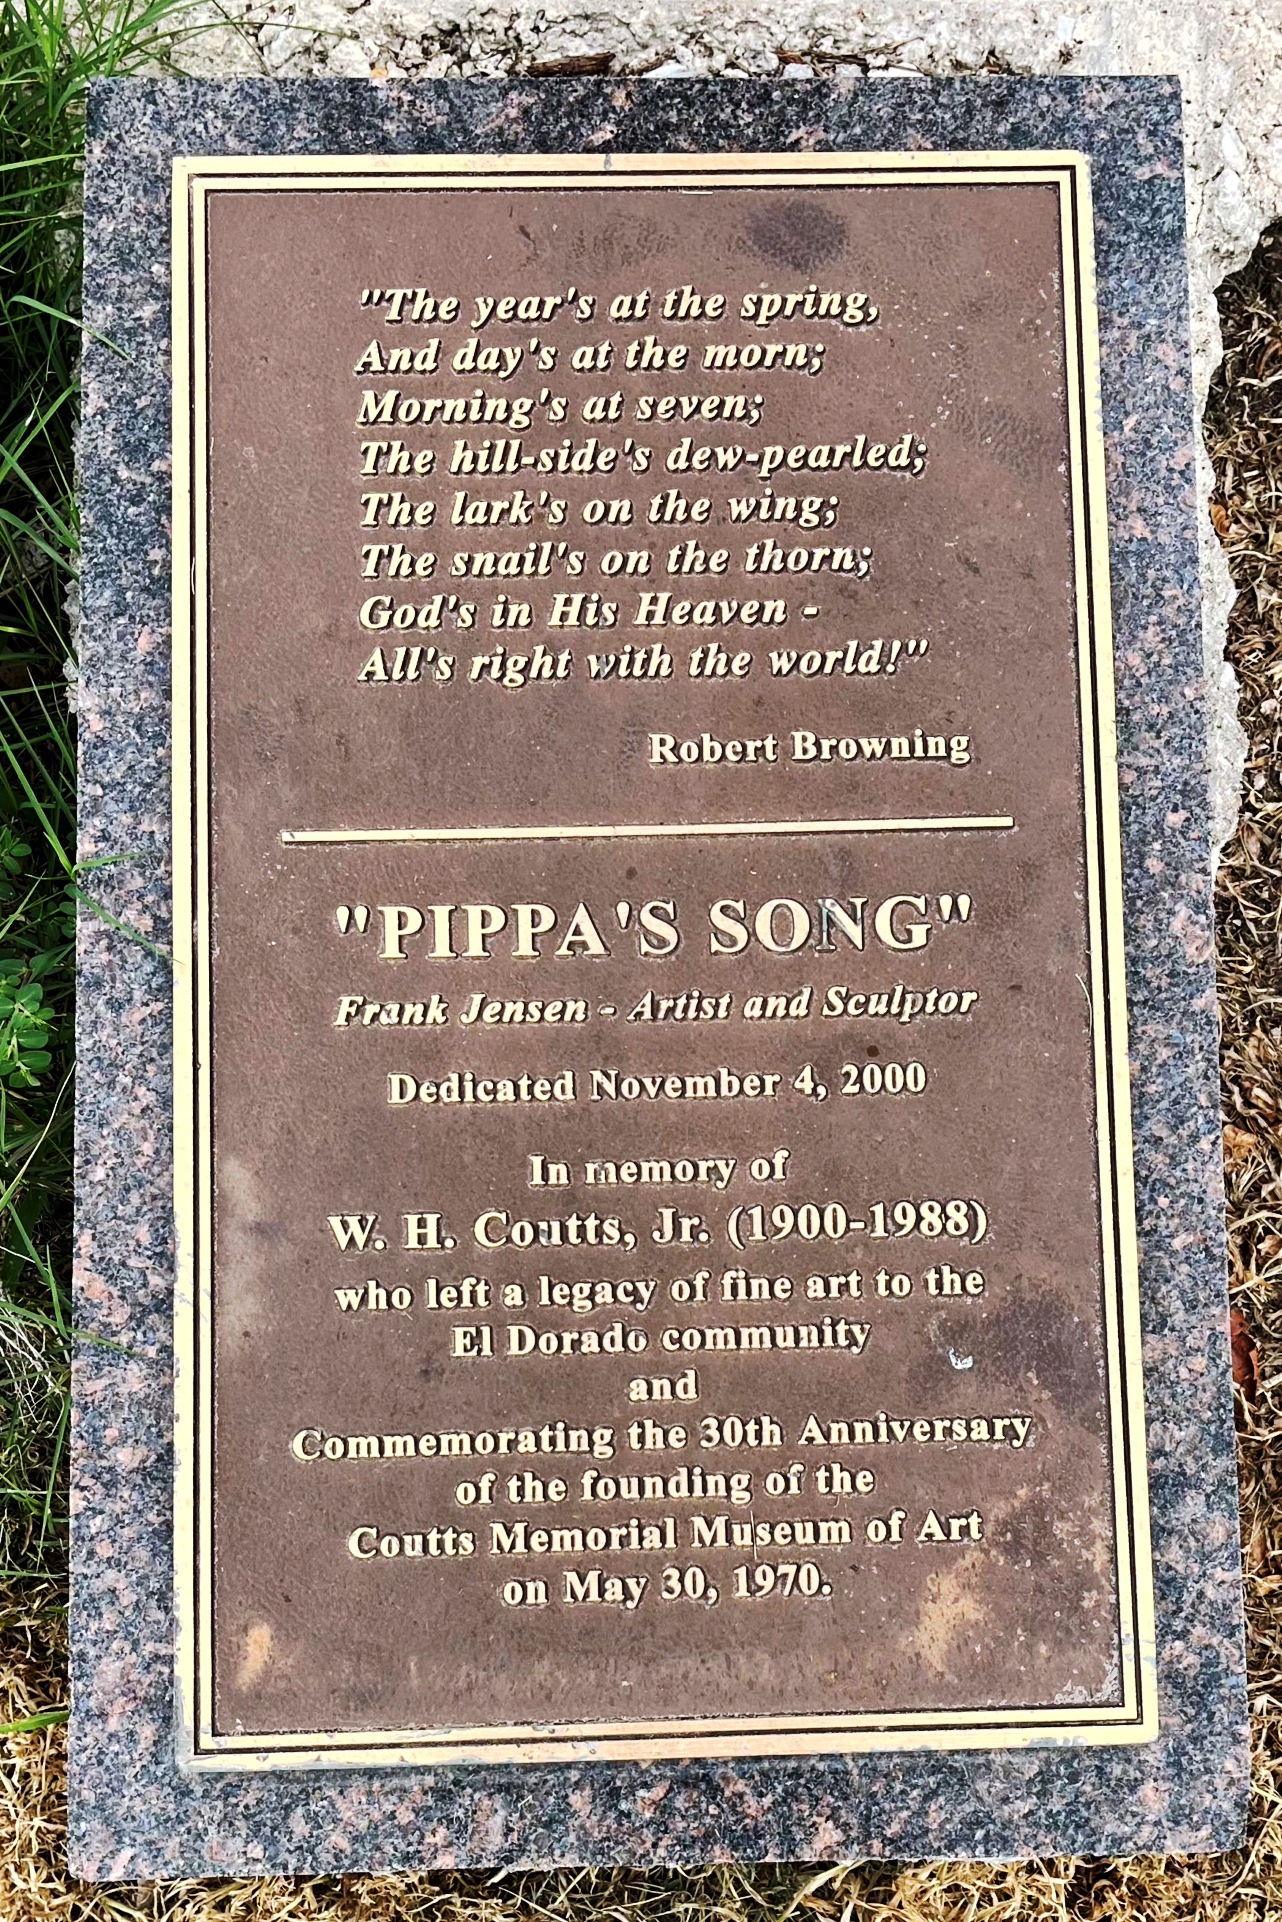 "The year's at the spring,
And day's at the morn;
Morning's at seven;
The hill-side's dew-pearled;
The lark's on the wing;
The snail's on the thorn;
God's in His Heaven -
All's right with the world!"
Robert Browning
"PIPPA'S SONG"
Frank Jensen - Artist and Sculptor
Dedicated November 4, 2000
In memory of
W. H. Coutts, Jr. (1900-1988)
who left a legacy of fine art to the
El Dorado community
and
Commemorating the 30th Anniversary
of the founding of the
Coutts Memorial Museum of Art
on May 30, 1970.